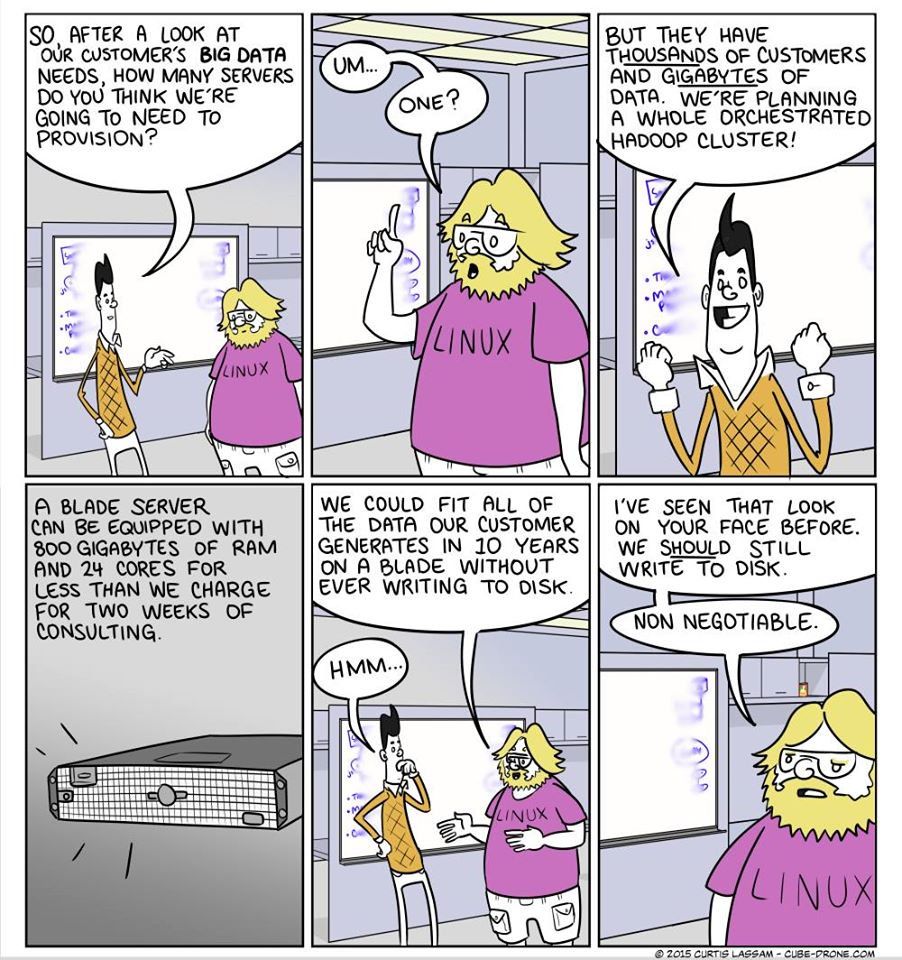 SO, AFTER A LOOK AT
OUR CUSTOMER'S BIG DATA
NEEDS, HOW MANY SERVERS
DO YOU THINK WE'RE
GOING TO NEED TO
PROVISION?
LINUX
UM...
ONE?
LINUX
BUT THEY HAVE
THOUSANDS OF CUSTOMERS
AND GIGABYTES OF
DATA. WE'RE PLANNING
A WHOLE ORCHESTRATED
HADOOP CLUSTER!
A BLADE SERVER
CAN BE EQUIPPED WITH
800 GIGABYTES OF RAM
AND 24 CORES FOR
LESS THAN WE CHARGE
FOR TWO WEEKS OF
CONSULTING.
WE COULD FIT ALL OF
THE DATA OUR CUSTOMER
GENERATES IN 10 YEARS
ON A BLADE WITHOUT
EVER WRITING TO DISK.
HMM...
LINUX
I'VE SEEN THAT LOOK
ON YOUR FACE BEFORE.
WE SHOULD STILL
WRITE TO DISK.
NON NEGOTIABLE.
LINUX
© 2015 CURTIS LASSAM - CUBE-DRONE.COM